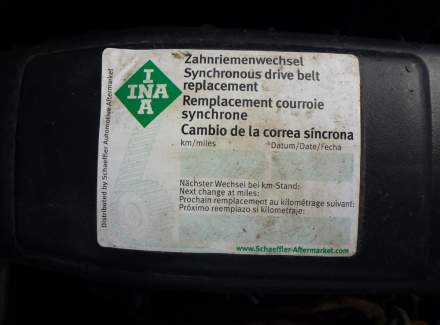 INA
INA
Zahnriemenwechsel
Synchronous drive belt
replacement
Remplacement courroie
synchrone
Cambio de la correa síncrona
km/miles *Datum/Date/Fecha
Nächster Wechsel bei km-Stand:
Next change at miles:
Prochain remplacement au kilométrage suivant:
Próximo reemplazo si kilometraje:
www.Schaeffler-Aftermarket.com
Distributed by Schaeffler Automotive Aftermarket